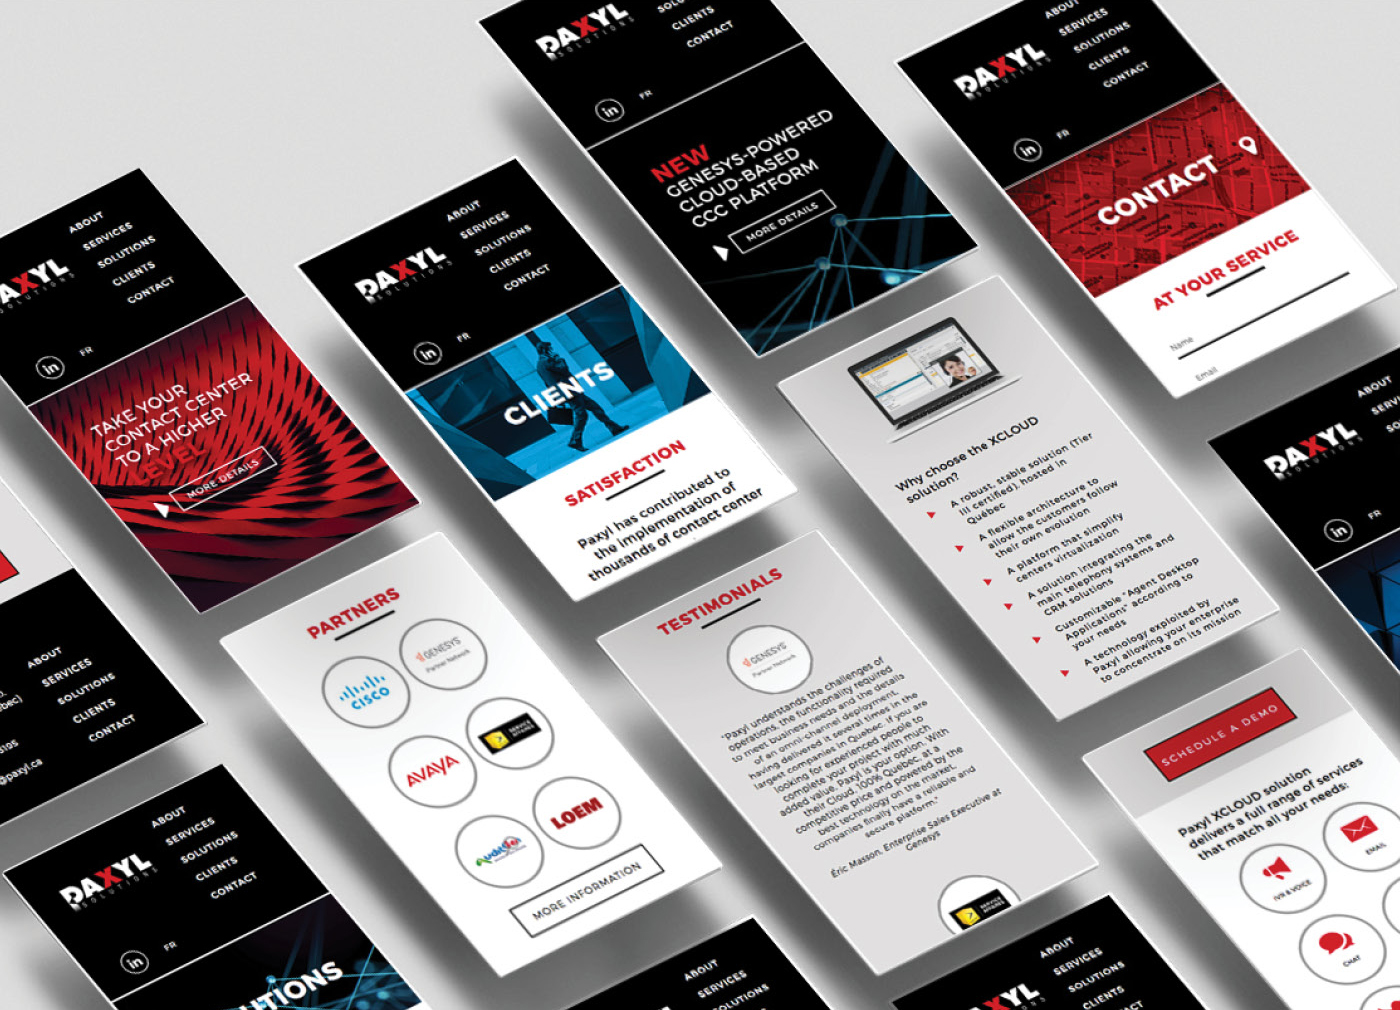 PAXYL
SOLUTIONS
SOLU
CLIENTS
CONTACT
FR
NEW
GENESYS-POWERED
CLOUD-BASED
CCC PLATFORM
MORE DETAILS
PAXYL
SOLUTIONS
ABOUT
SERVICES
SOLUTIONS
CLIENTS
CONTACT
in
FR
CONTACT
AT YOUR SERVICE
Name
Email
AXYL
SOLUTIONS
ABOUT
SERVICES
SOLUTIONS
CLIENTS
CONTACT
in
FR
TAKE YOUR
CONTACT CENTER
TO A HIGHER
LEVEL
MORE DETAILS
PAXYL
SOLUTIONS
ABOUT
SERVICES
SOLUTIONS
CLIENTS
CONTACT
in
FR
CLIENTS
SATISFACTION
Paxyl has contributed to
the implementation of
thousands of contact center
Why choose the XCLOUD
solution?
A robust, stable solution (Tier
III certified), hosted in
Québec
A flexible architecture to
allow the customers follow
their own evolution
A platform that simplify
centers virtualization
A solution integrating the
main telephony systems and
CRM solutions
Customizable "Agent Desktop
Applications" according to
your needs
A technology exploited by
Paxyl allowing your enterprise
to concentrate on its mission
PAXYL
SOLUTIONS
ABOUT
SERV
SOL
CL
in
FR
ABOUT
SERVICES
SOLUTIONS
CLIENTS
CONTACT
bec)
5105
@paxyl.ca
PARTNERS
GENESYS
Partner Network
CISCO
SERVICE
AFFAIRES
AVAYA
LOEM
MORE INFORMATION
TESTIMONIALS
GENESYS
Partner Network
"Paxyl understands the challenges of
operations, the functionality required
to meet business needs and the details
of an omni-channel deployment,
having delivered it several times in the
largest companies in Quebec. If you are
looking for experienced people to
complete your project with much
added value, Paxyl is your option. With
their Cloud, 100% Quebec, at a
competitive price and powered by the
best technology on the market,
companies finally have a reliable and
secure platform."
Éric Masson, Enterprise Sales Executive at
Genesys
SERVICE
AFFAIRES
SCHEDULE A DEMO
Paxyl XCLOUD solution
delivers a full range of services
that match all your needs:
IVR & VOICE
EMAIL
CHAT
PAXYL
SOLUTIONS
ABOUT
SERVICES
SOLUTIONS
CLIENTS
CONTACT
in
FR
UTIONS
PAXYL
ABOUT
SERVICES
SOLUTIONS
PAXYL
ABOUT
SERVICES
SOLUTIONS
CLIENTS
CONTACT